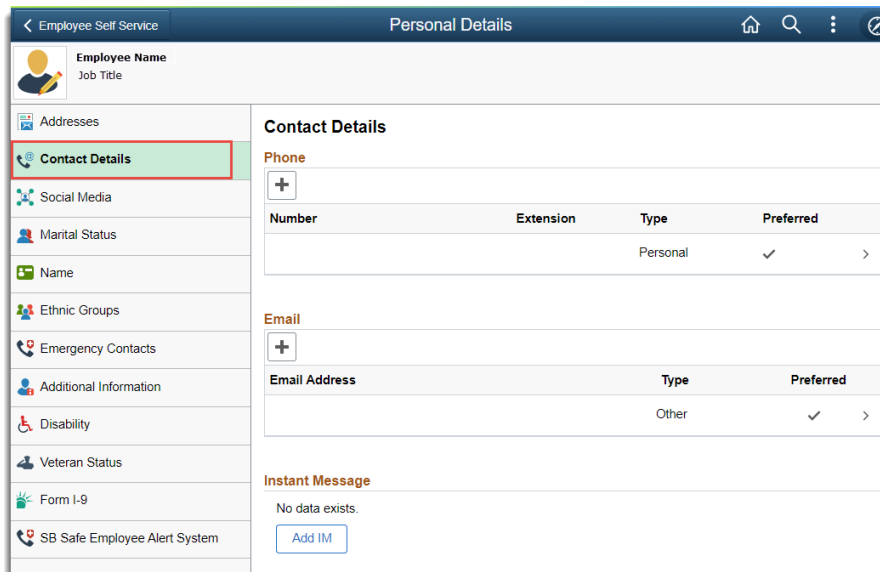 Employee Self Service
Personal Details
Employee Name
Job Title
Addresses
Contact Details
Social Media
Marital Status
Name
Ethnic Groups
Emergency Contacts
Additional Information
Disability
Veteran Status
Form I-9
SB Safe Employee Alert System
Contact Details
Phone
Number Extension Type Preferred
Personal
Email
Email Address Type Preferred
Other
Instant Message
No data exists.
Add IM